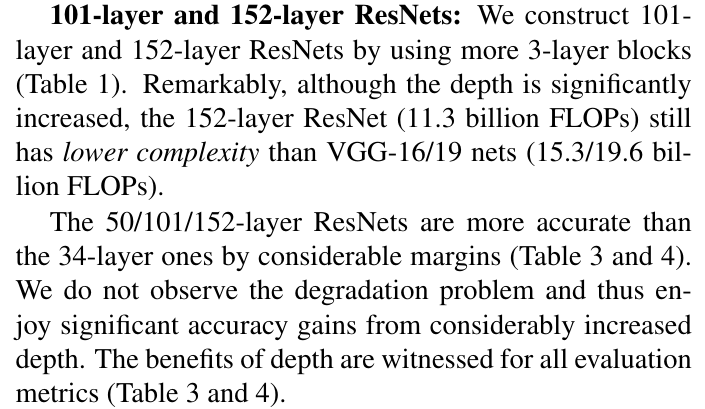 101-layer and 152-layer ResNets: We construct 101-
layer and 152-layer ResNets by using more 3-layer blocks
(Table 1). Remarkably, although the depth is significantly
increased, the 152-layer ResNet (11.3 billion FLOPs) still
has lower complexity than VGG-16/19 nets (15.3/19.6 bil-
lion FLOPs).
The 50/101/152-layer ResNets are more accurate than
the 34-layer ones by considerable margins (Table 3 and 4).
We do not observe the degradation problem and thus en-
joy significant accuracy gains from considerably increased
depth. The benefits of depth are witnessed for all evaluation
metrics (Table 3 and 4).